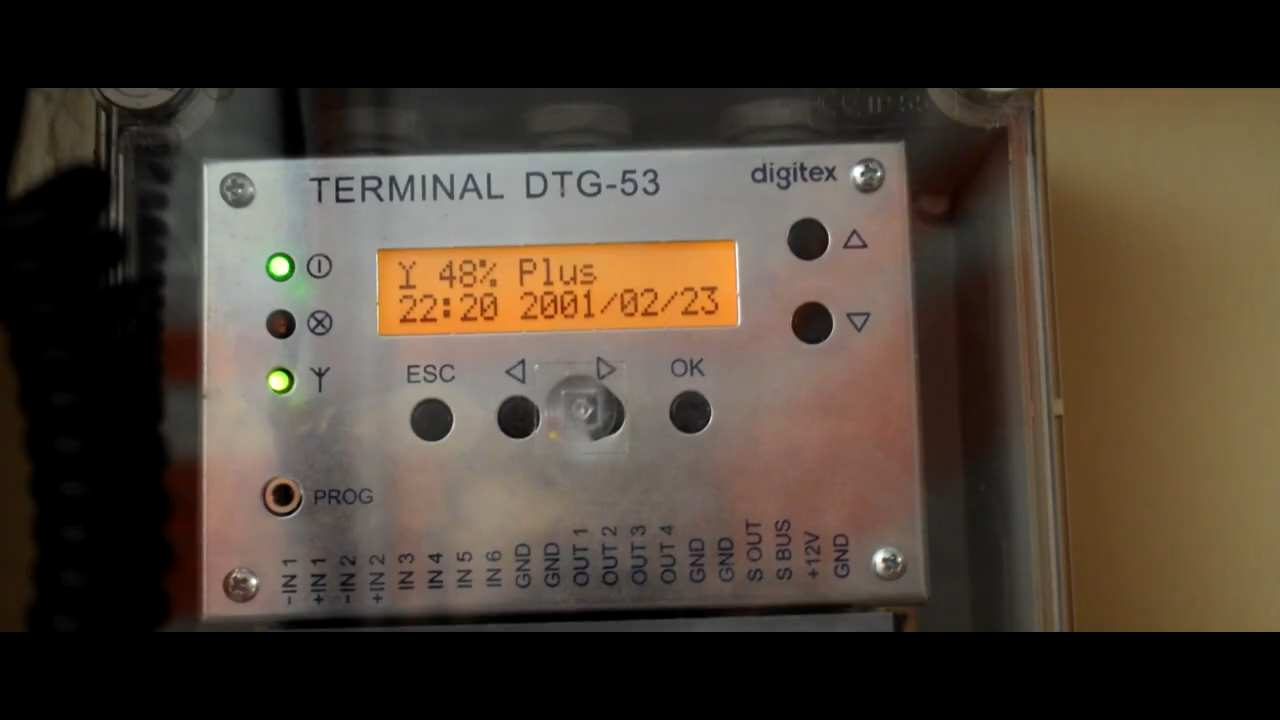 IP 55
TERMINAL DTG-53
digitex
48% Plus
22:20 2001/02/23
ESC
OK
PROG
-IN 1
+IN 1
-IN 2
+IN 2
IN 3
IN 4
IN 5
IN 6
GND
GND
OUT 1
OUT 2
OUT 3
OUT 4
GND
GND
S OUT
S BUS
+12V
GND